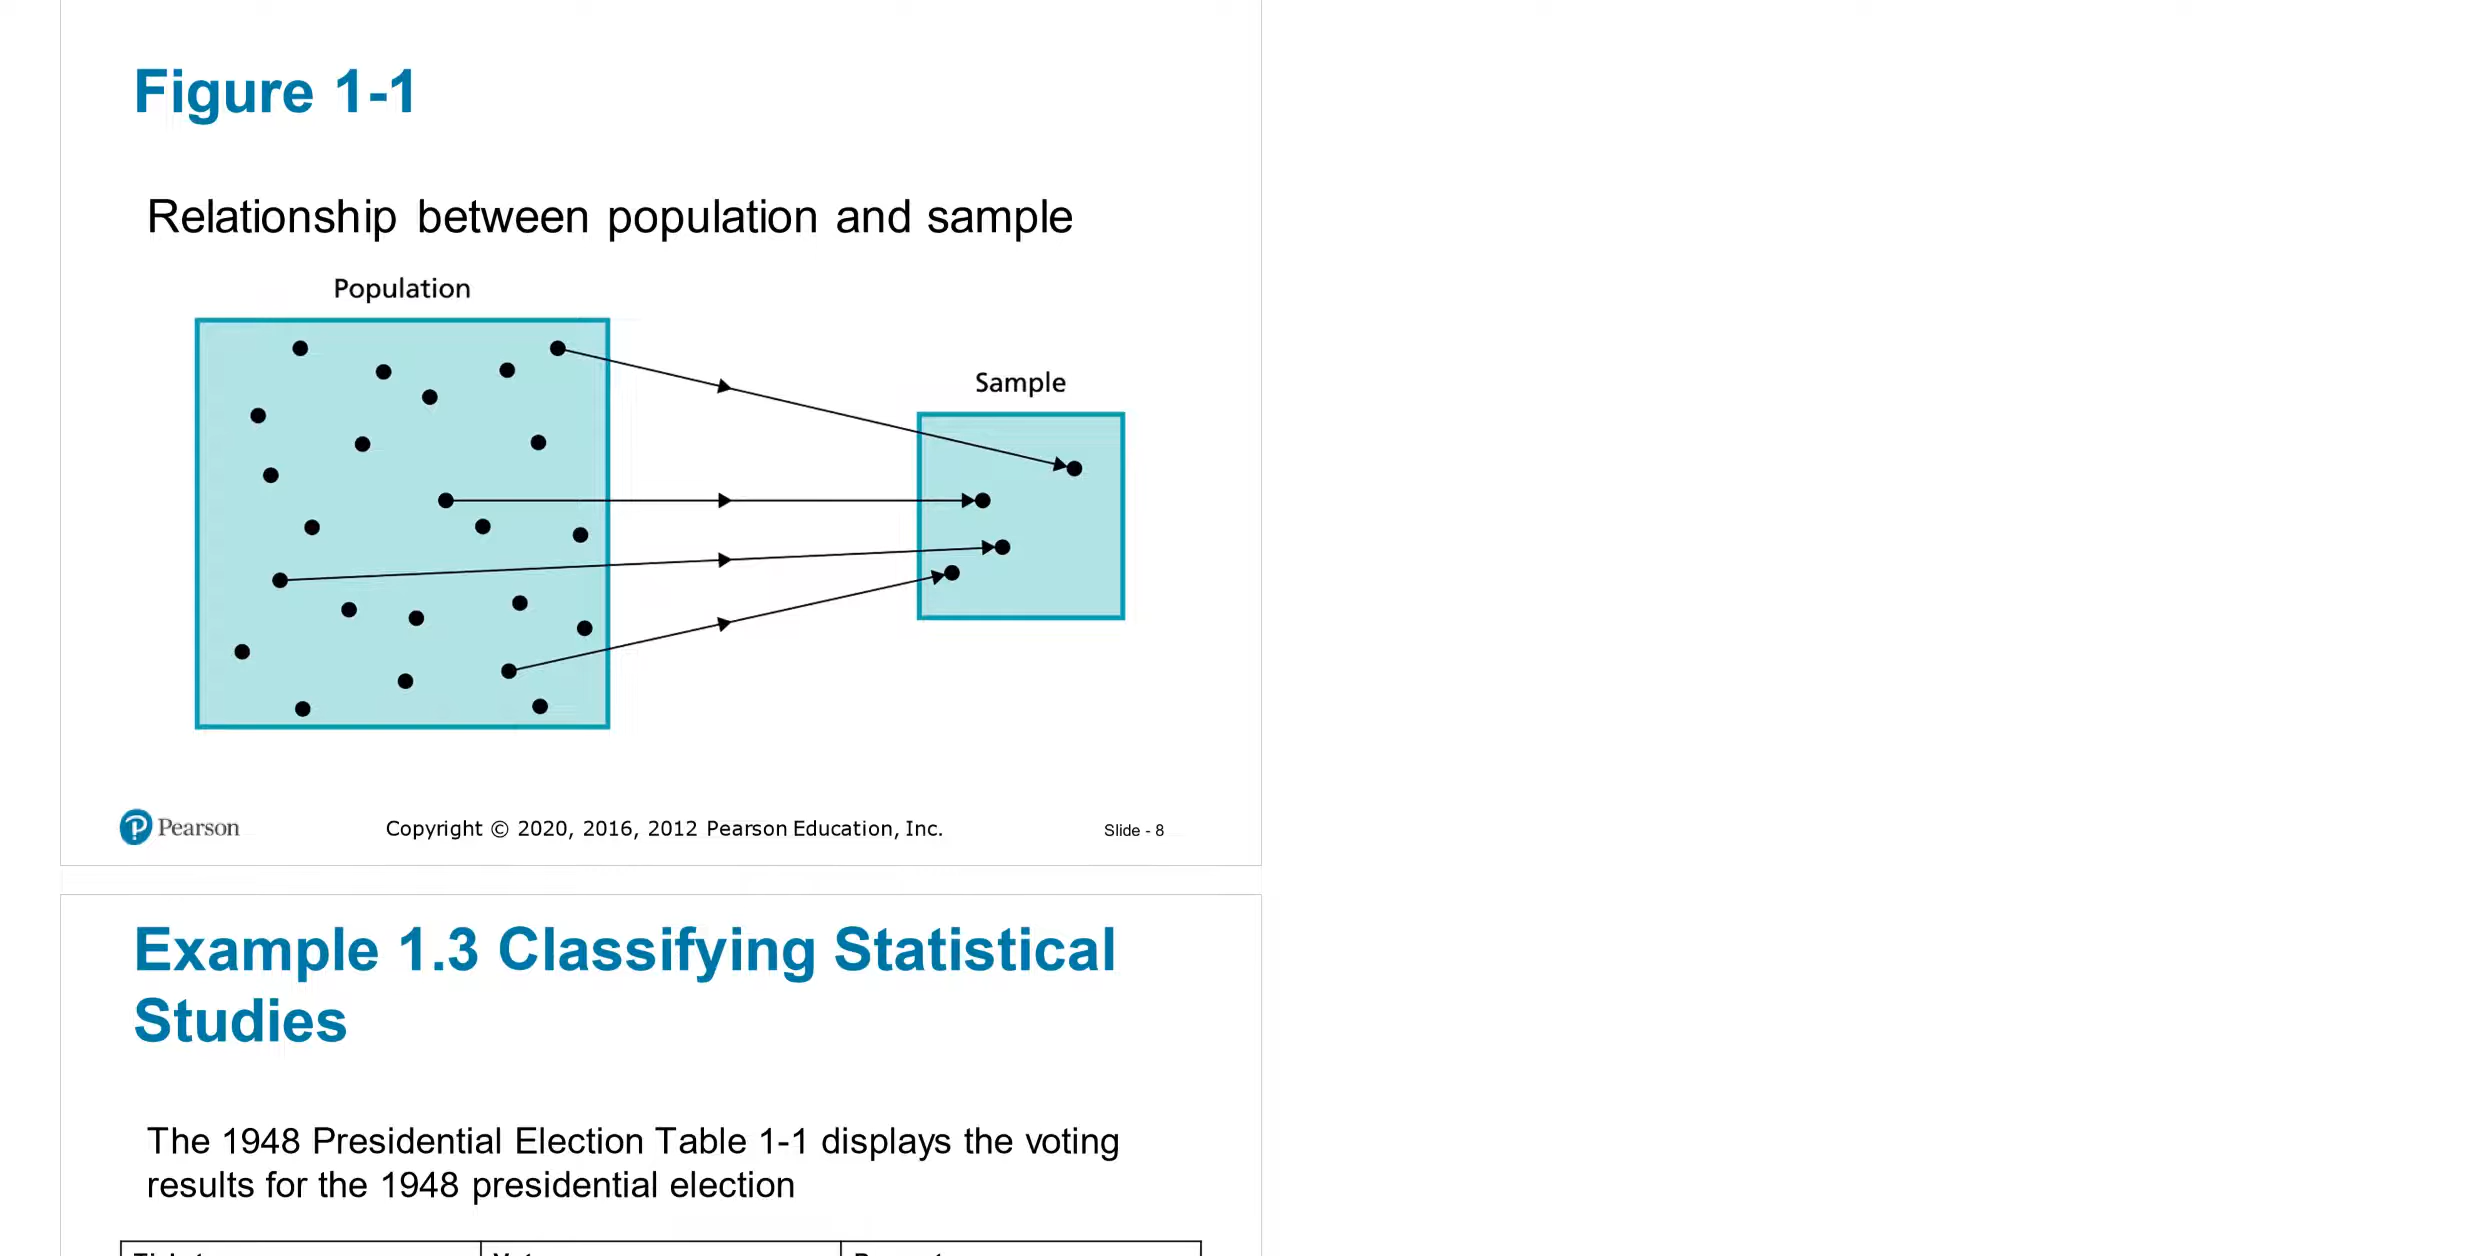 Figure 1-1
Relationship between population and sample
Population
Sample
Pearson
Copyright © 2020, 2016, 2012 Pearson Education, Inc.
Slide - 8
Example 1.3 Classifying Statistical
Studies
The 1948 Presidential Election Table 1-1 displays the voting
results for the 1948 presidential election